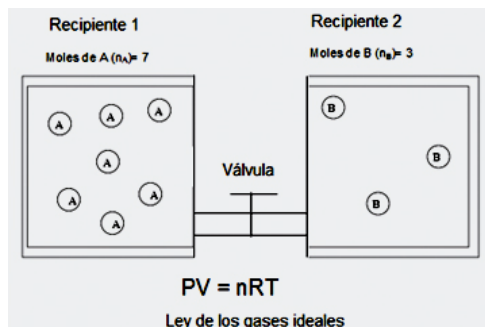 Recipiente 1
Recipiente 2
Moles de A (nA)= 7
Moles de B (nB)= 3
A
A
A
A
A
A
A
B
B
B
Válvula
PV = nRT
Ley de los gases ideales